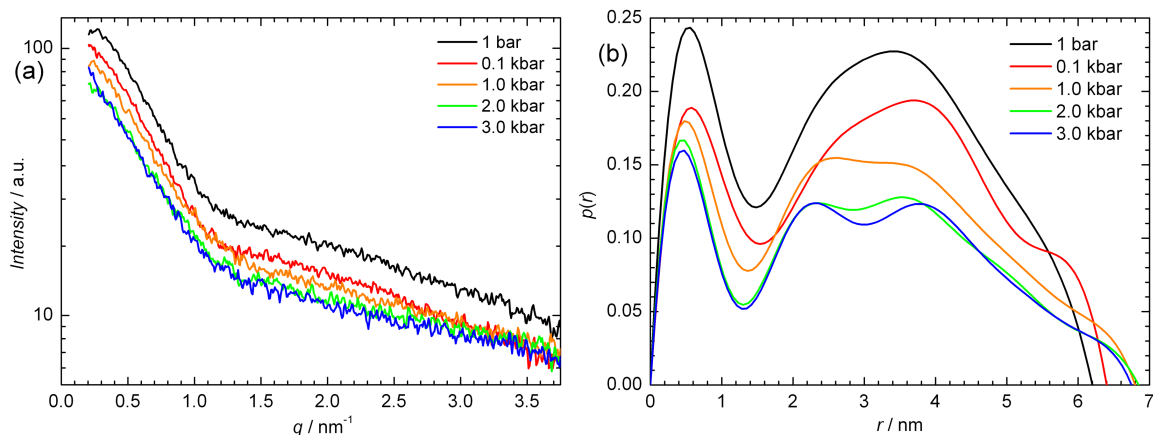 (a)
Intensity / a.u.
100
10
0.0 0.5 1.0 1.5 2.0 2.5 3.0 3.5
q / nm⁻¹
1 bar
0.1 kbar
1.0 kbar
2.0 kbar
3.0 kbar
(b)
p(r)
0.25
0.20
0.15
0.10
0.05
0.00
0 1 2 3 4 5 6 7
r / nm
1 bar
0.1 kbar
1.0 kbar
2.0 kbar
3.0 kbar